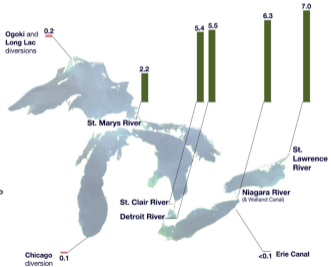 7.0
6.3
5.4
5.5
Ogoki and
Long Lac
diversions
0.2
2.2
St. Marys River
St.
Lawrence
River
Niagara River
(& Welland Canal)
St. Clair River
Detroit River
Chicago
diversion
0.1
<0.1 Erie Canal